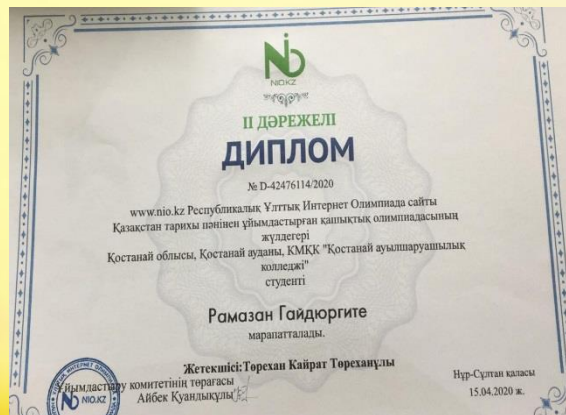 NIO.KZ
II ДӘРЕЖЕЛІ
ДИПЛОМ
№ D-42476114/2020
www.nio.kz Республикалық Ұлттық Интернет Олимпиада сайты
Қазақстан тарихы пәнінен ұйымдастырған қашықтық олимпиадасының
жүлдегері
Қостанай облысы, Қостанай ауданы, КМҚК "Қостанай ауылшаруашылық
колледжі"
студенті
Рамазан Гайдюргите
марапатталады.
Жетекшісі:Төрехан Кайрат Төреханұлы
Ұйымдастыру комитетінің төрағасы
Айбек Қуандықұлы
Нұр-Сұлтан қаласы
15.04.2020 ж.
NIO.KZ